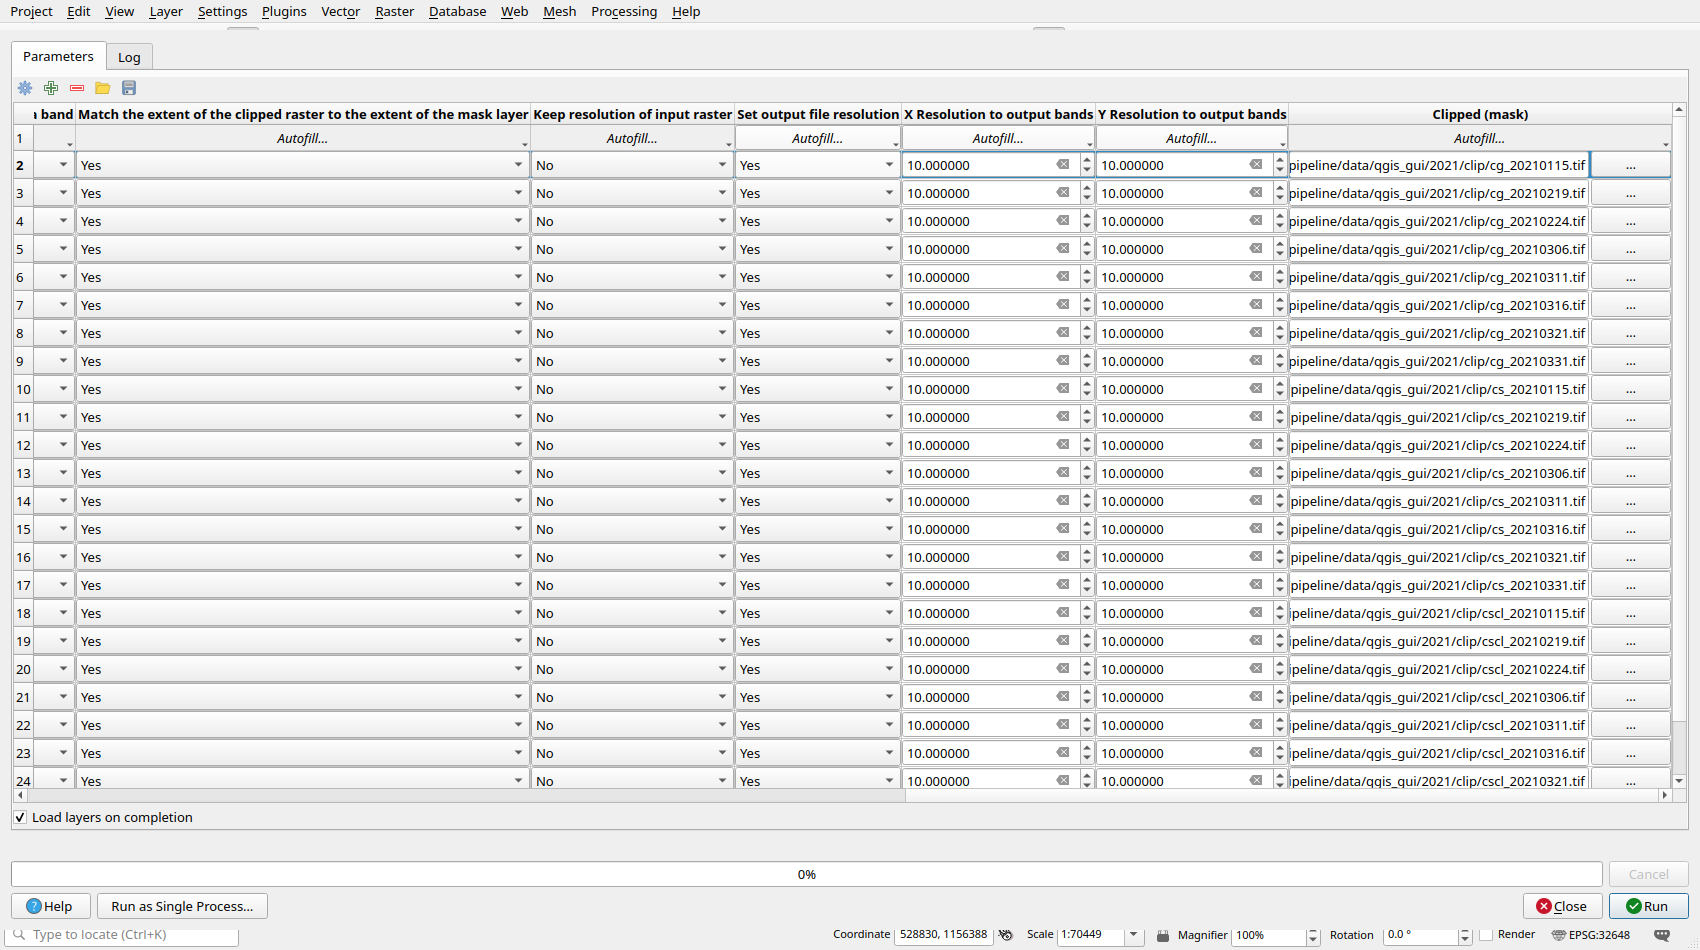 Project Edit View Layer Settings Plugins Vector Raster Database Web Mesh Processing Help
Parameters Log
band Match the extent of the clipped raster to the extent of the mask layer Keep resolution of input raster Set output file resolution X Resolution to output bands Y Resolution to output bands Clipped (mask)
1 Autofill... Autofill... Autofill... Autofill... Autofill... Autofill...
2 Yes No Yes 10.000000 10.000000 pipeline/data/qgis_gui/2021/clip/cg_20210115.tif ...
3 Yes No Yes 10.000000 10.000000 pipeline/data/qgis_gui/2021/clip/cg_20210219.tif ...
4 Yes No Yes 10.000000 10.000000 pipeline/data/qgis_gui/2021/clip/cg_20210224.tif ...
5 Yes No Yes 10.000000 10.000000 pipeline/data/qgis_gui/2021/clip/cg_20210306.tif ...
6 Yes No Yes 10.000000 10.000000 pipeline/data/qgis_gui/2021/clip/cg_20210311.tif ...
7 Yes No Yes 10.000000 10.000000 pipeline/data/qgis_gui/2021/clip/cg_20210316.tif ...
8 Yes No Yes 10.000000 10.000000 pipeline/data/qgis_gui/2021/clip/cg_20210321.tif ...
9 Yes No Yes 10.000000 10.000000 pipeline/data/qgis_gui/2021/clip/cg_20210331.tif ...
10 Yes No Yes 10.000000 10.000000 pipeline/data/qgis_gui/2021/clip/cs_20210115.tif ...
11 Yes No Yes 10.000000 10.000000 pipeline/data/qgis_gui/2021/clip/cs_20210219.tif ...
12 Yes No Yes 10.000000 10.000000 pipeline/data/qgis_gui/2021/clip/cs_20210224.tif ...
13 Yes No Yes 10.000000 10.000000 pipeline/data/qgis_gui/2021/clip/cs_20210306.tif ...
14 Yes No Yes 10.000000 10.000000 pipeline/data/qgis_gui/2021/clip/cs_20210311.tif ...
15 Yes No Yes 10.000000 10.000000 pipeline/data/qgis_gui/2021/clip/cs_20210316.tif ...
16 Yes No Yes 10.000000 10.000000 pipeline/data/qgis_gui/2021/clip/cs_20210321.tif ...
17 Yes No Yes 10.000000 10.000000 pipeline/data/qgis_gui/2021/clip/cs_20210331.tif ...
18 Yes No Yes 10.000000 10.000000 ipeline/data/qgis_gui/2021/clip/cscl_20210115.tif ...
19 Yes No Yes 10.000000 10.000000 ipeline/data/qgis_gui/2021/clip/cscl_20210219.tif ...
20 Yes No Yes 10.000000 10.000000 ipeline/data/qgis_gui/2021/clip/cscl_20210224.tif ...
21 Yes No Yes 10.000000 10.000000 ipeline/data/qgis_gui/2021/clip/cscl_20210306.tif ...
22 Yes No Yes 10.000000 10.000000 ipeline/data/qgis_gui/2021/clip/cscl_20210311.tif ...
23 Yes No Yes 10.000000 10.000000 ipeline/data/qgis_gui/2021/clip/cscl_20210316.tif ...
24 Yes No Yes 10.000000 10.000000 ipeline/data/qgis_gui/2021/clip/cscl_20210321.tif ...
Load layers on completion
0% Cancel
Help Run as Single Process... Close Run
Type to locate (Ctrl+K) Coordinate 528830, 1156388 Scale 1:70449 Magnifier 100% Rotation 0.0 ° Render EPSG:32648